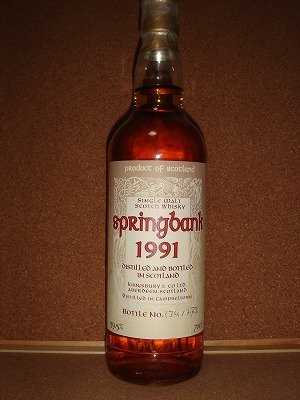 product of scotland
Single Malt
Scotch Whisky
Springbank
1991
Distilled and Bottled
in Scotland
Kingsbury & Co Ltd.
Aberdeen, Scotland
Distilled in Campbeltown
Bottle No.